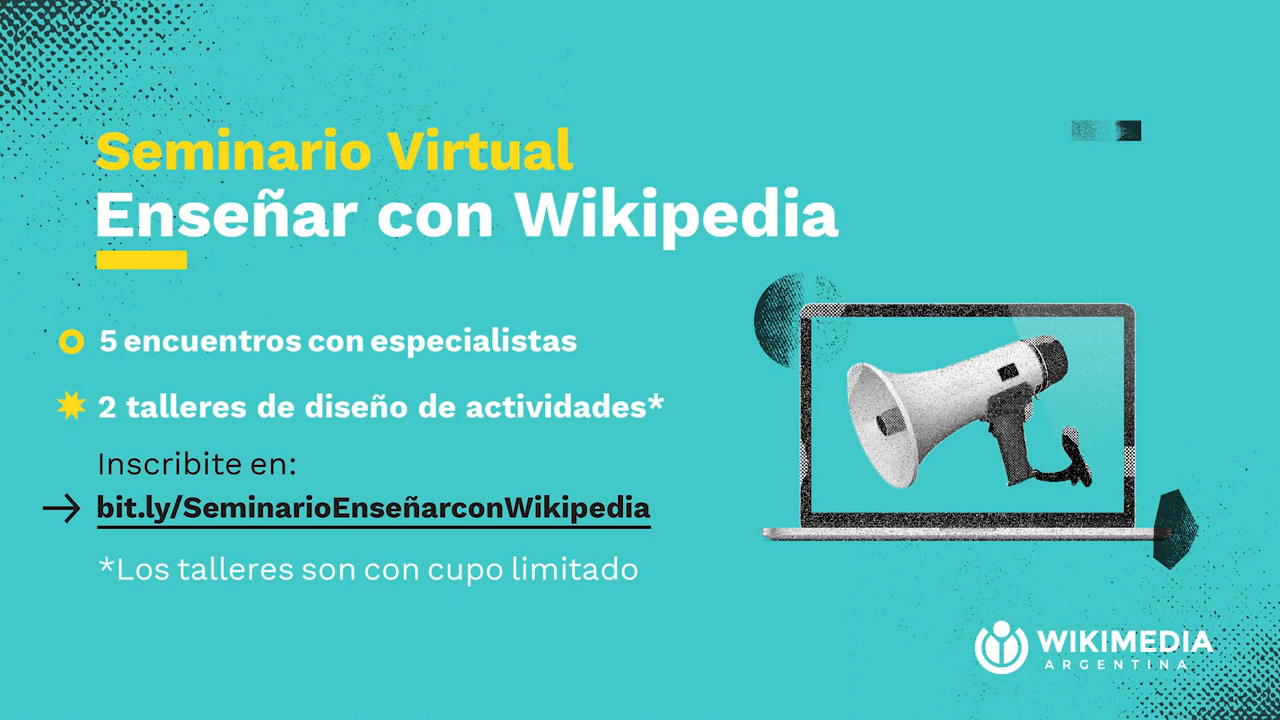 Seminario Virtual
Enseñar con Wikipedia
5 encuentros con especialistas
2 talleres de diseño de actividades*
Inscribite en:
bit.ly/SeminarioEnseñarconWikipedia
*Los talleres son con cupo limitado
WIKIMEDIA
ARGENTINA